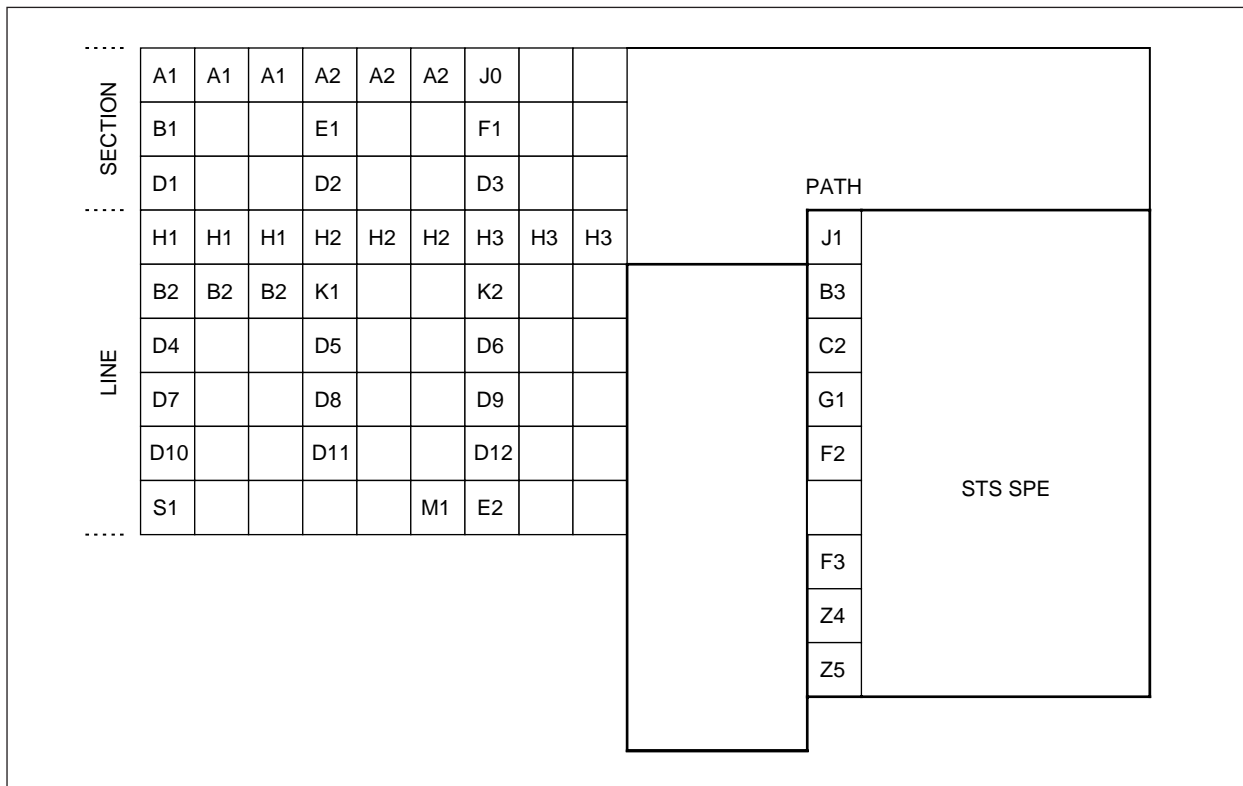 SECTION
A1 A1 A1 A2 A2 A2 J0
B1 E1 F1
D1 D2 D3
PATH
LINE
H1 H1 H1 H2 H2 H2 H3 H3 H3 J1
B2 B2 B2 K1 K2 B3
D4 D5 D6 C2
D7 D8 D9 G1
D10 D11 D12 F2
S1 M1 E2
STS SPE
F3
Z4
Z5